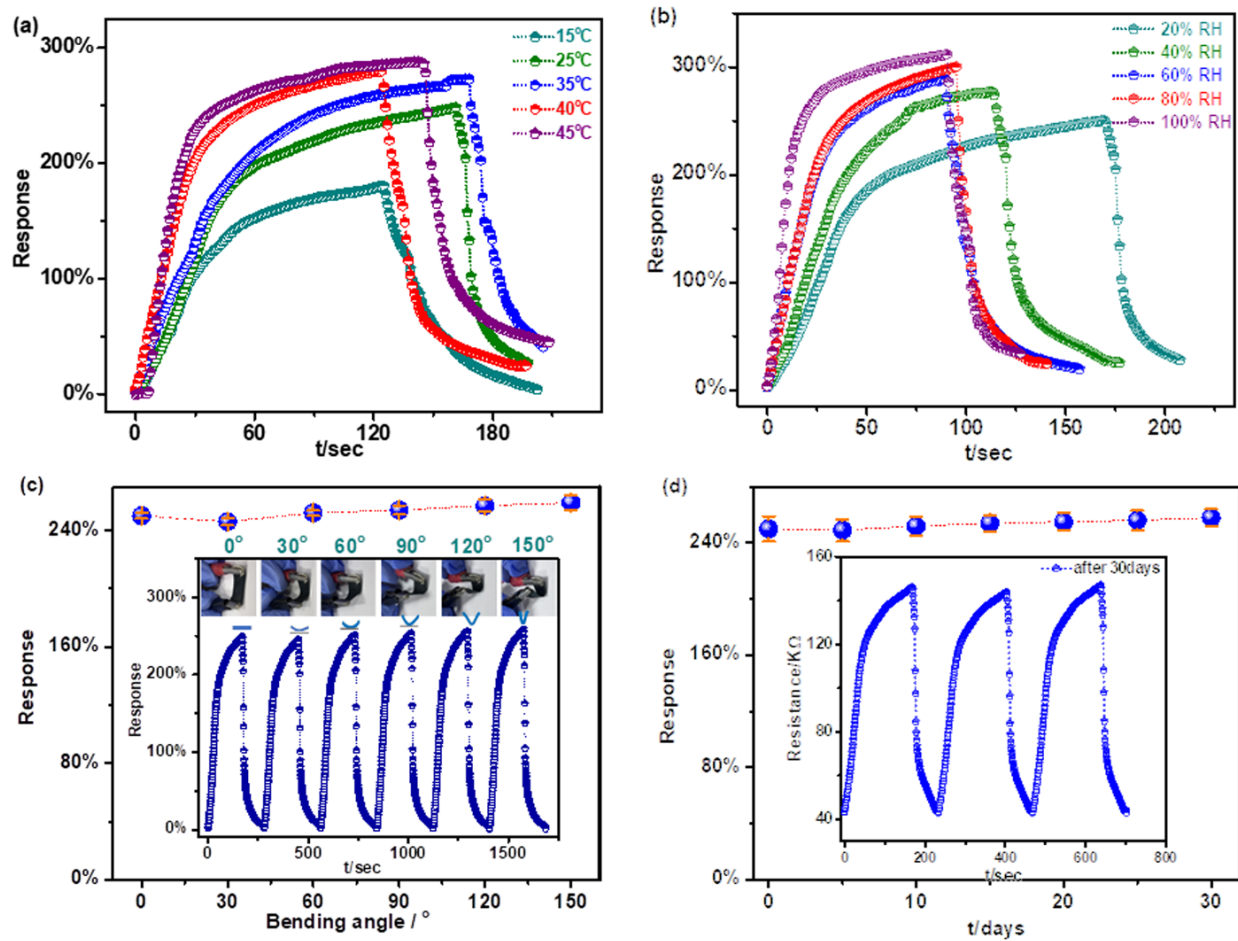 (a)
300%
200%
100%
0%
Response
0
60
120
180
t/sec
15°C
25°C
35°C
40°C
45°C
(b)
300%
200%
100%
0%
Response
0
50
100
150
200
t/sec
20% RH
40% RH
60% RH
80% RH
100% RH
(c)
240%
160%
80%
0%
Response
0
30
60
90
120
150
Bending angle / °
0° 30° 60° 90° 120° 150°
300%
200%
100%
0%
Response
0
500
1000
1500
t/sec
(d)
240%
160%
80%
0%
Response
0
10
20
30
t/days
160
120
80
40
Resistance/KΩ
after 30days
0
200
400
600
800
t/sec